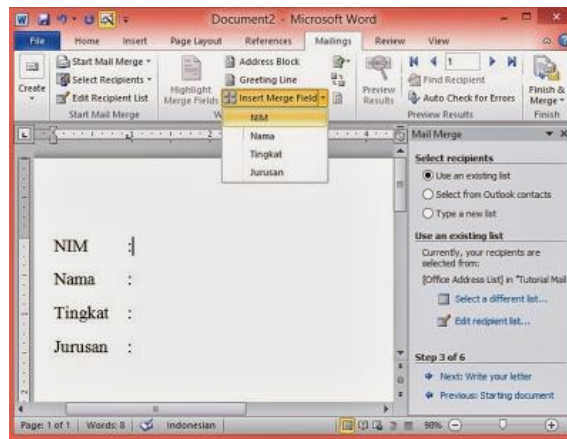 Document2 - Microsoft Word
File Home Insert Page Layout References Mailings Review View
Create
Start Mail Merge
Select Recipients
Edit Recipient List
Start Mail Merge
Highlight
Merge Fields
Address Block
Greeting Line
Insert Merge Field
W
NIM
Nama
Tingkat
Jurusan
Preview
Results
1
Find Recipient
Auto Check for Errors
Preview Results
Finish &
Merge
Finish
Mail Merge
Select recipients
Use an existing list
Select from Outlook contacts
Type a new list
Use an existing list
Currently, your recipients are
selected from:
[Office Address List] in "Tutorial Mail
Select a different list...
Edit recipient list...
Step 3 of 6
Next: Write your letter
Previous: Starting document
NIM :
Nama :
Tingkat :
Jurusan :
Page: 1 of 1 Words: 8 Indonesian 98%